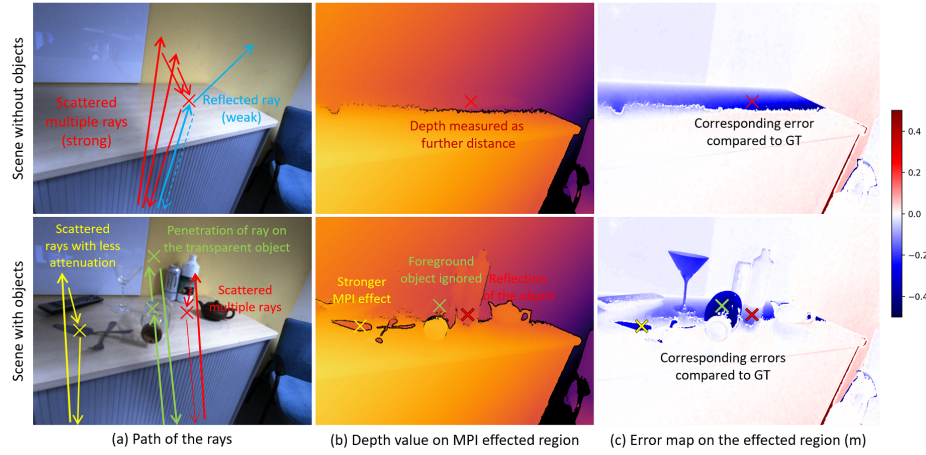 Scene without objects
Scattered
multiple rays
(strong)
Reflected ray
(weak)
Depth measured as
further distance
Corresponding error
compared to GT
Scene with objects
Scattered
rays with less
attenuation
Penetration of ray on
the transparent object
Scattered
multiple rays
Stronger
MPI effect
Foreground
object ignored
Reflection
of the object
Corresponding errors
compared to GT
0.4
0.2
0.0
−0.2
−0.4
(a) Path of the rays
(b) Depth value on MPI effected region
(c) Error map on the effected region (m)